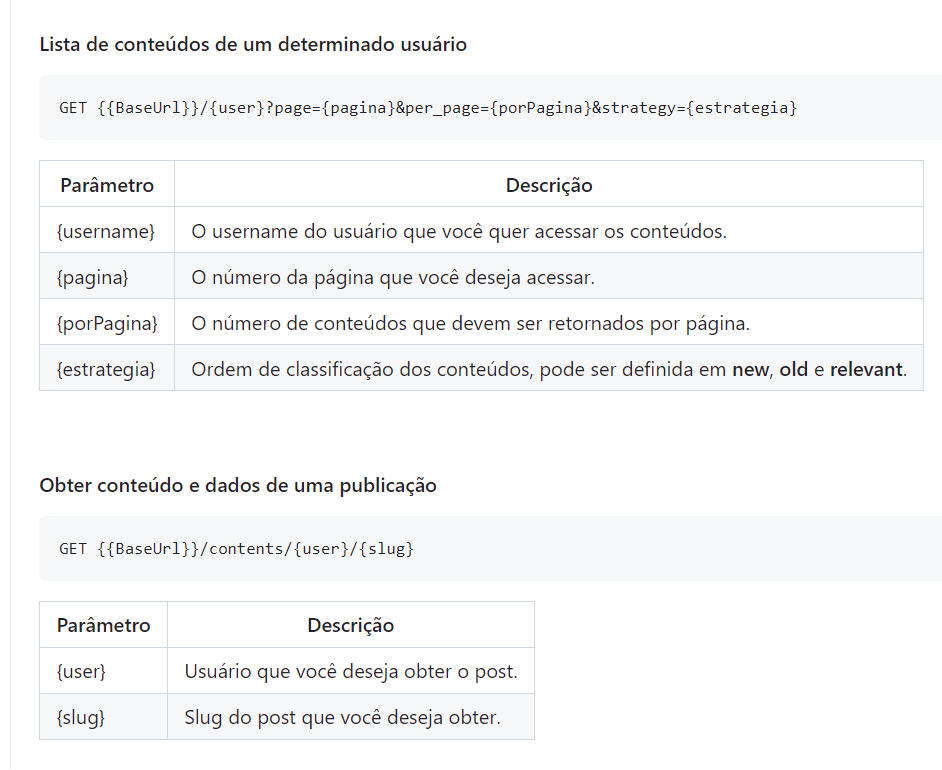 Lista de conteúdos de um determinado usuário
GET {{BaseUrl}}/{user}?page={pagina}&per_page={porPagina}&strategy={estrategia}
Parâmetro Descrição
{username} O username do usuário que você quer acessar os conteúdos.
{pagina} O número da página que você deseja acessar.
{porPagina} O número de conteúdos que devem ser retornados por página.
{estrategia} Ordem de classificação dos conteúdos, pode ser definida em new, old e relevant.
Obter conteúdo e dados de uma publicação
GET {{BaseUrl}}/contents/{user}/{slug}
Parâmetro Descrição
{user} Usuário que você deseja obter o post.
{slug} Slug do post que você deseja obter.